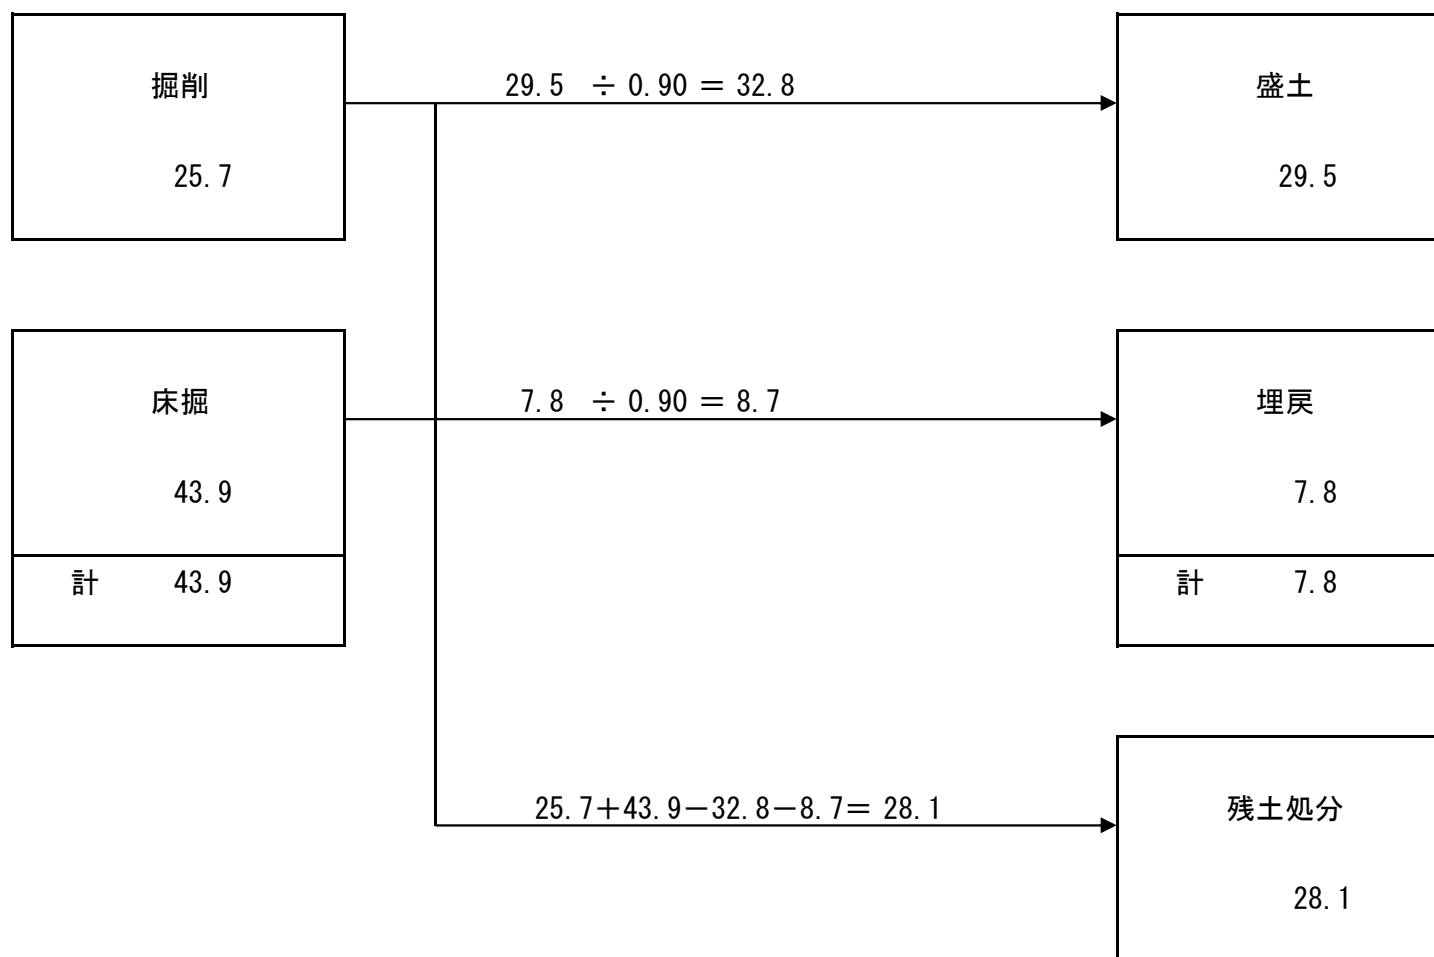 掘削
29.5 ÷ 0.90 ＝ 32.8
盛土
25.7
29.5
床掘
7.8 ÷ 0.90 ＝ 8.7
埋戻
43.9
7.8
計 43.9
計 7.8
25.7＋43.9－32.8－8.7＝ 28.1
残土処分
28.1